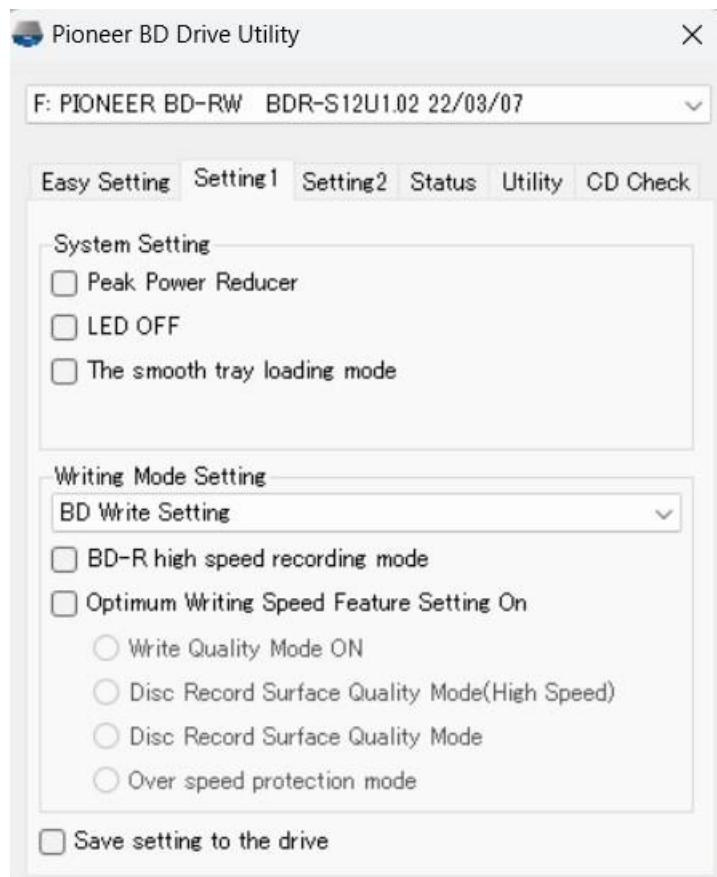 Pioneer BD Drive Utility
F: PIONEER BD-RW   BDR-S12U1.02 22/03/07
Easy Setting Setting1 Setting2 Status Utility CD Check
System Setting
Peak Power Reducer
LED OFF
The smooth tray loading mode
Writing Mode Setting
BD Write Setting
BD-R high speed recording mode
Optimum Writing Speed Feature Setting On
Write Quality Mode ON
Disc Record Surface Quality Mode(High Speed)
Disc Record Surface Quality Mode
Over speed protection mode
Save setting to the drive